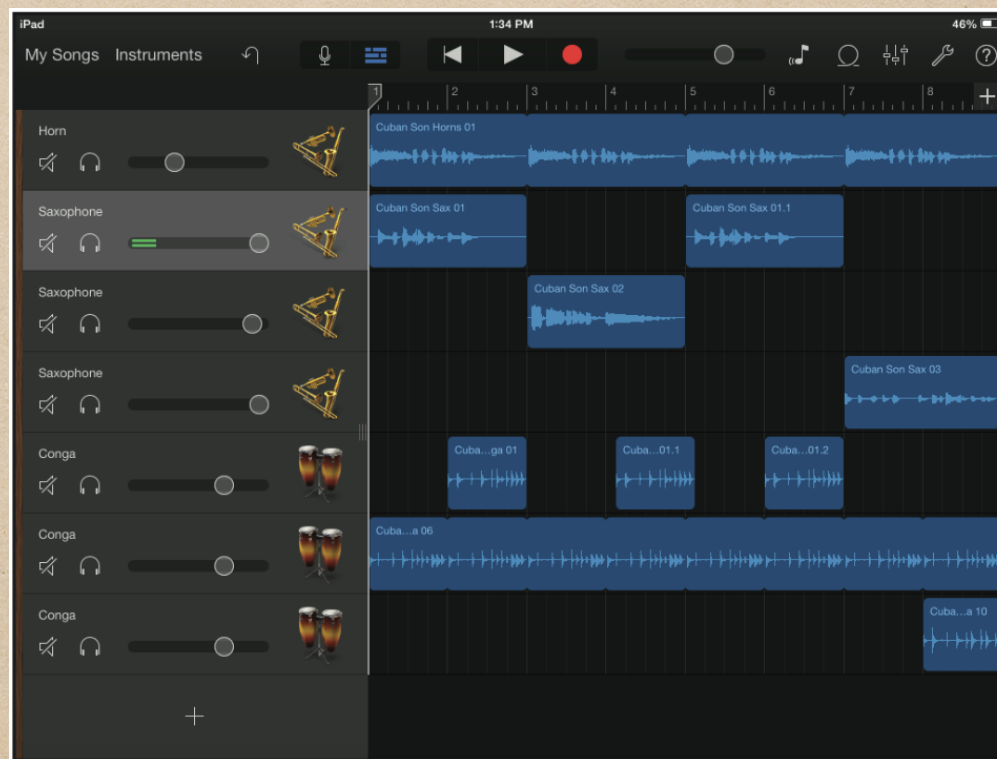 iPad 1:34 PM 46%
My Songs Instruments ?
1 2 3 4 5 6 7 8 +
Horn
Cuban Son Horns 01
Saxophone
Cuban Son Sax 01 Cuban Son Sax 01.1
Saxophone
Cuban Son Sax 02
Saxophone
Cuban Son Sax 03
Conga
Cuba...ga 01 Cuba...01.1 Cuba...01.2
Conga
Cuba...a 06
Conga
Cuba...a 10
+